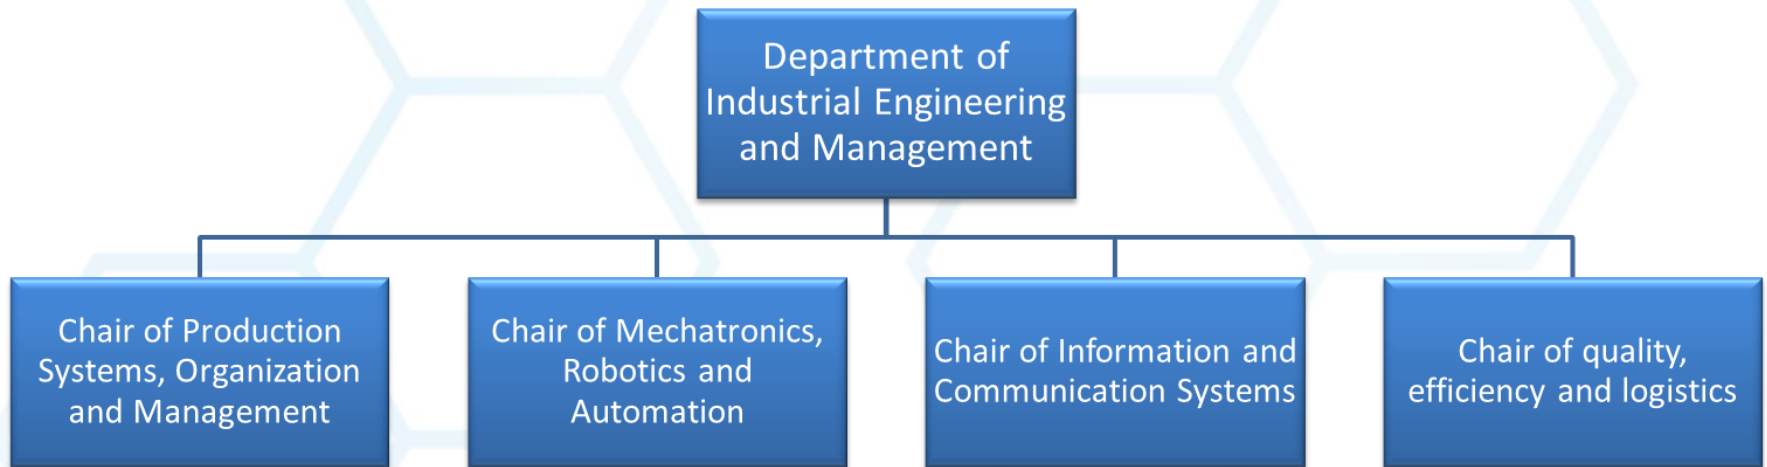 Department of
Industrial Engineering
and Management
Chair of Production
Systems, Organization
and Management
Chair of Mechatronics,
Robotics and
Automation
Chair of Information and
Communication Systems
Chair of quality,
efficiency and logistics